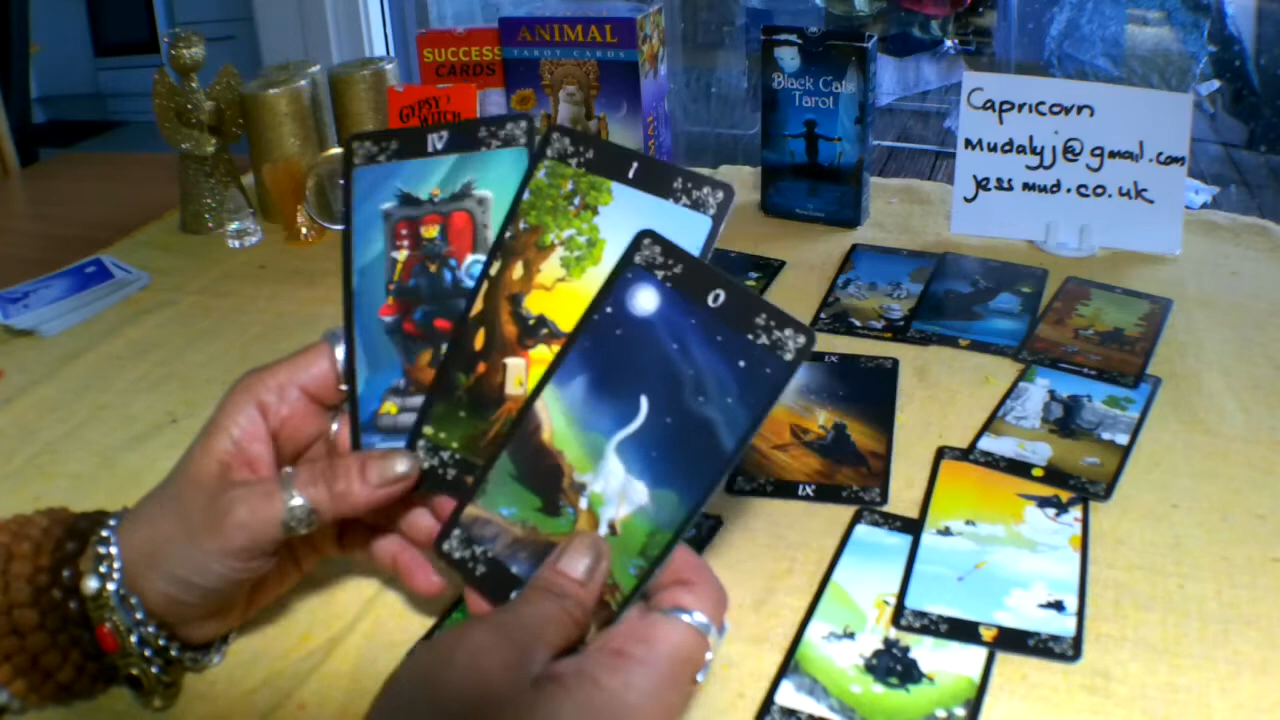 SUCCESS
CARDS
GYPSY
WITCH
ANIMAL
TAROT CARDS
Black Cats
Tarot
Capricorn
mudalyj@gmail.com
jessmud.co.uk
IV
I
0
IX
IX